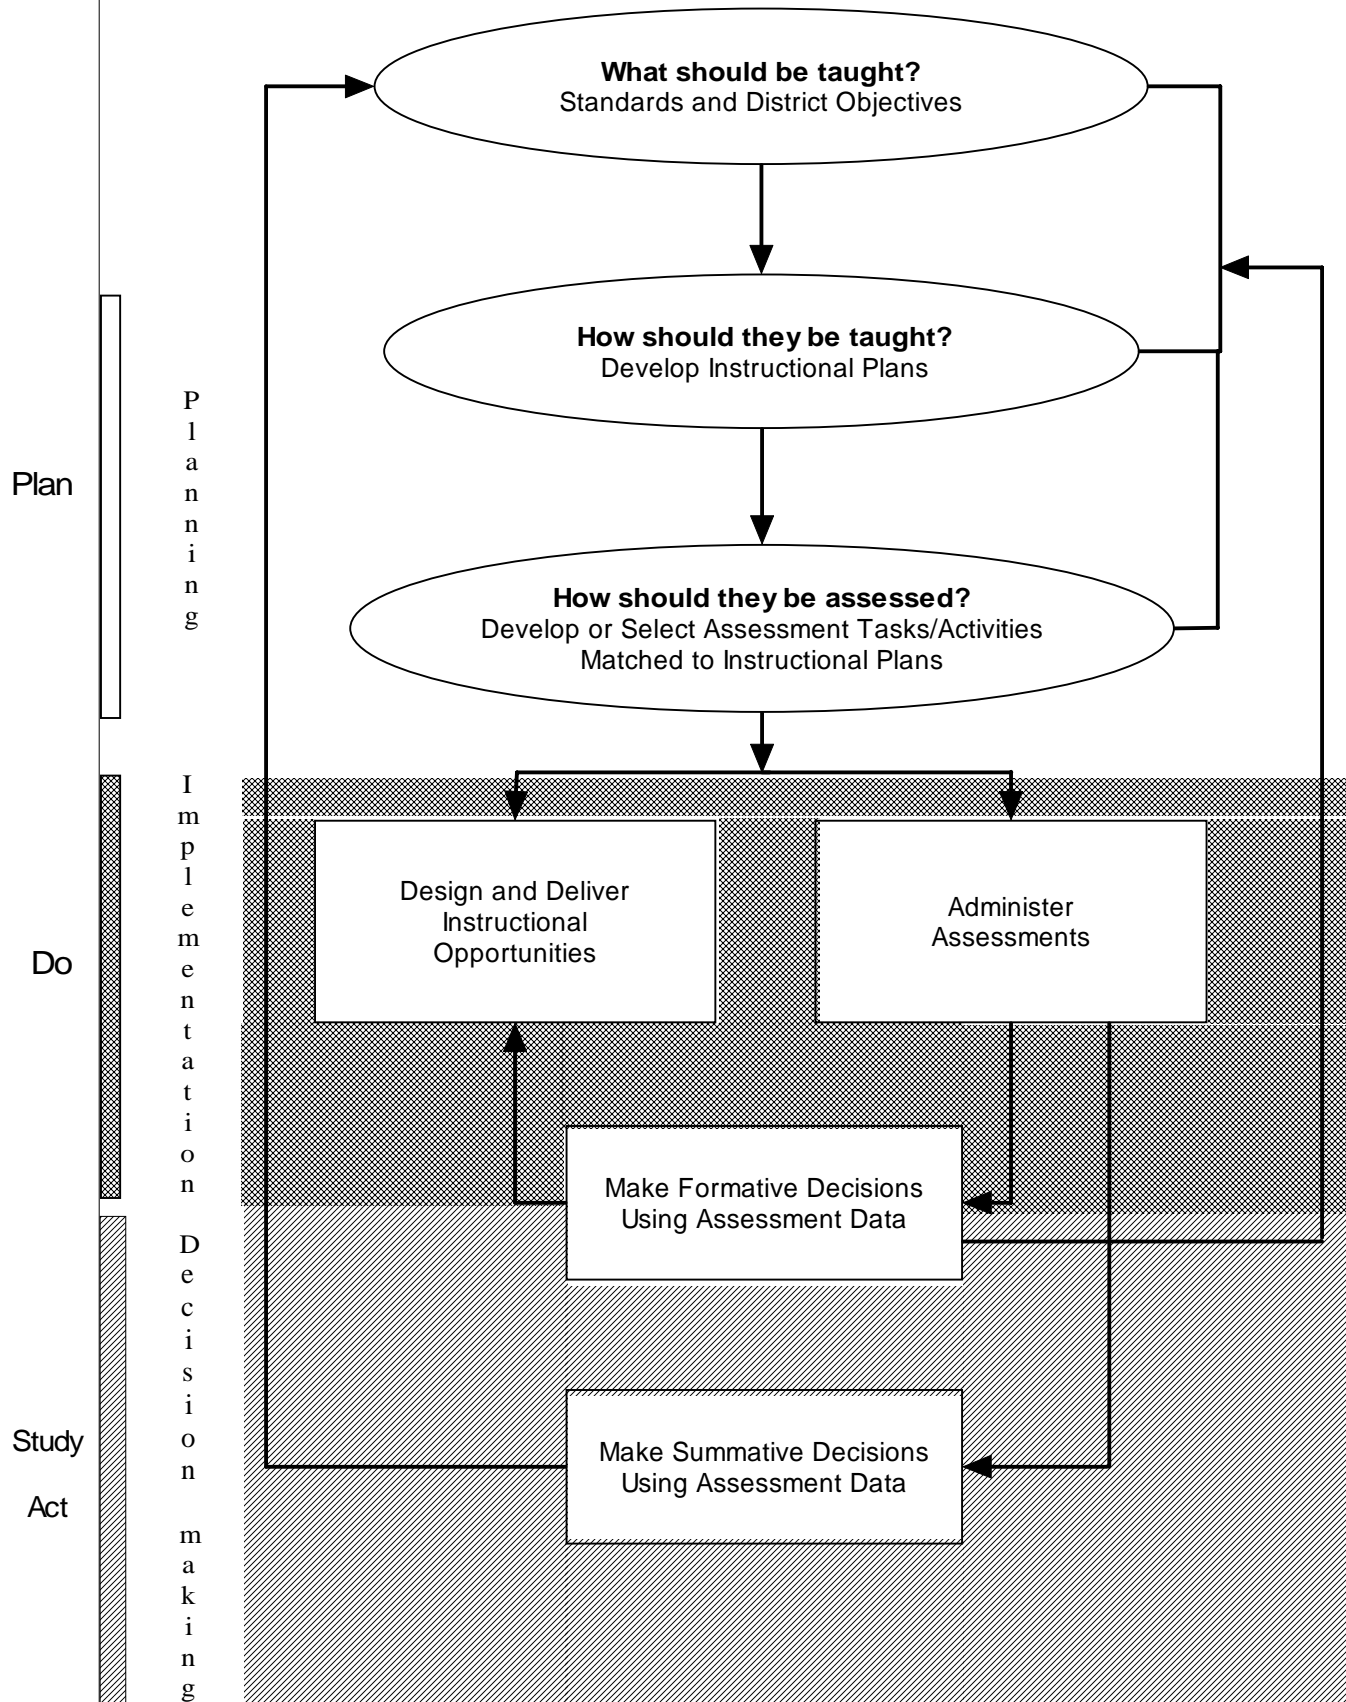 What should be taught?
Standards and District Objectives
How should they be taught?
Develop Instructional Plans
Plan
Planning
How should they be assessed?
Develop or Select Assessment Tasks/Activities
Matched to Instructional Plans
Do
Implementation
Design and Deliver
Instructional
Opportunities
Administer
Assessments
Make Formative Decisions
Using Assessment Data
Study
Act
Decision making
Make Summative Decisions
Using Assessment Data